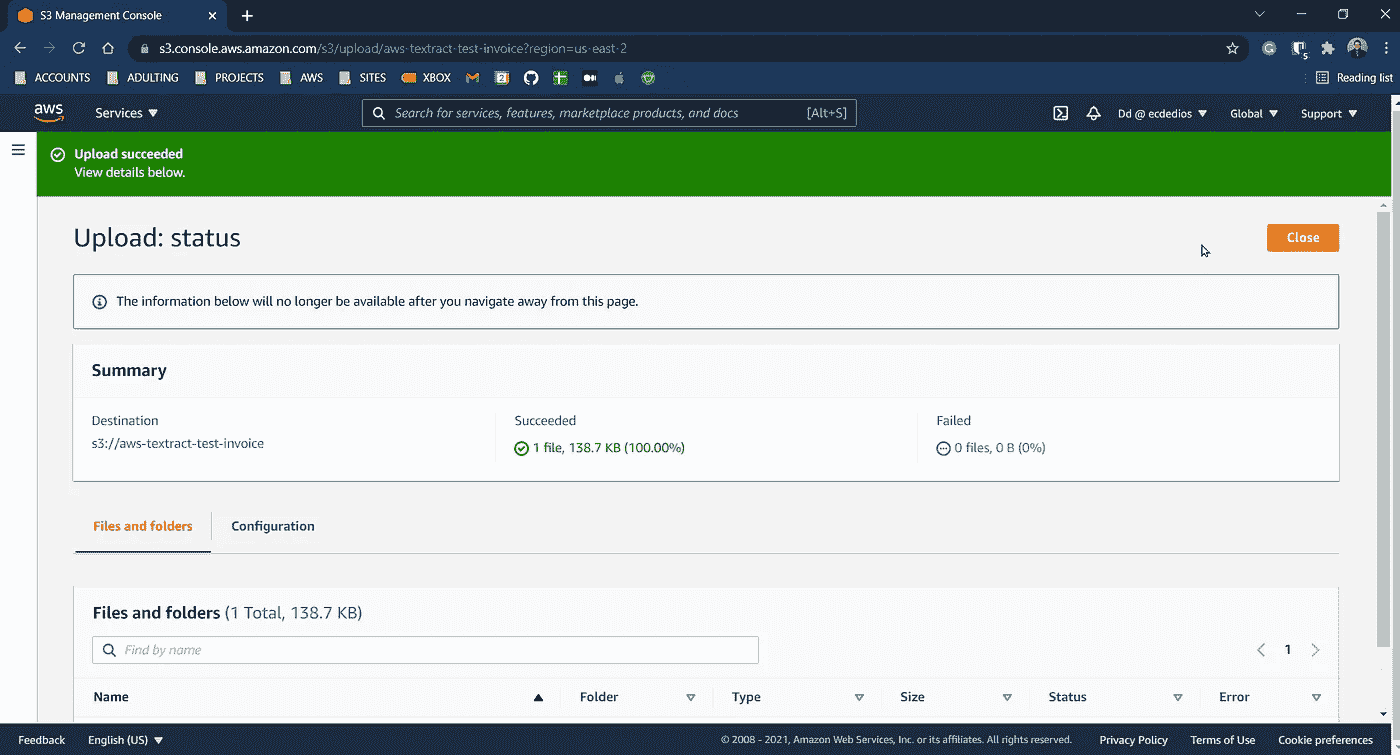 S3 Management Console
s3.console.aws.amazon.com/s3/upload/aws-textract-test-invoice?region=us-east-2
ACCOUNTS ADULTING PROJECTS AWS SITES XBOX Reading list
aws Services Search for services, features, marketplace products, and docs [Alt+S] Dd @ ecdedios Global Support
Upload succeeded
View details below.
Upload: status
Close
The information below will no longer be available after you navigate away from this page.
Summary
Destination Succeeded Failed
s3://aws-textract-test-invoice 1 file, 138.7 KB (100.00%) 0 files, 0 B (0%)
Files and folders Configuration
Files and folders (1 Total, 138.7 KB)
Find by name 1
Name Folder Type Size Status Error
Feedback English (US) © 2008 - 2021, Amazon Web Services, Inc. or its affiliates. All rights reserved. Privacy Policy Terms of Use Cookie preferences